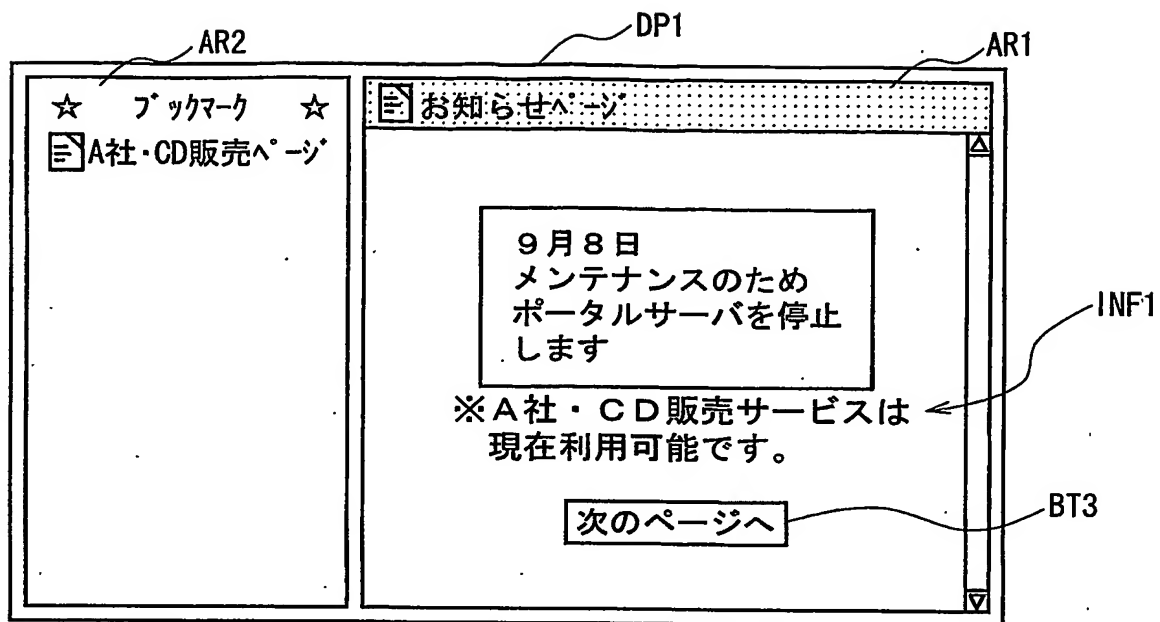 DP1
AR2
AR1
☆ ブックマーク ☆
A社・CD販売ページ
お知らせページ
9月8日
メンテナンスのため
ポータルサーバを停止
します
INF1
※A社・CD販売サービスは
現在利用可能です。
次のページへ
BT3